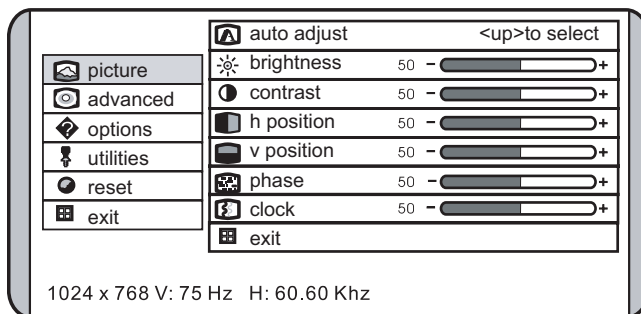 picture
advanced
options
utilities
reset
exit
auto adjust <up>to select
brightness 50 - +
contrast 50 - +
h position 50 - +
v position 50 - +
phase 50 - +
clock 50 - +
exit
1024 x 768 V: 75 Hz H: 60.60 Khz